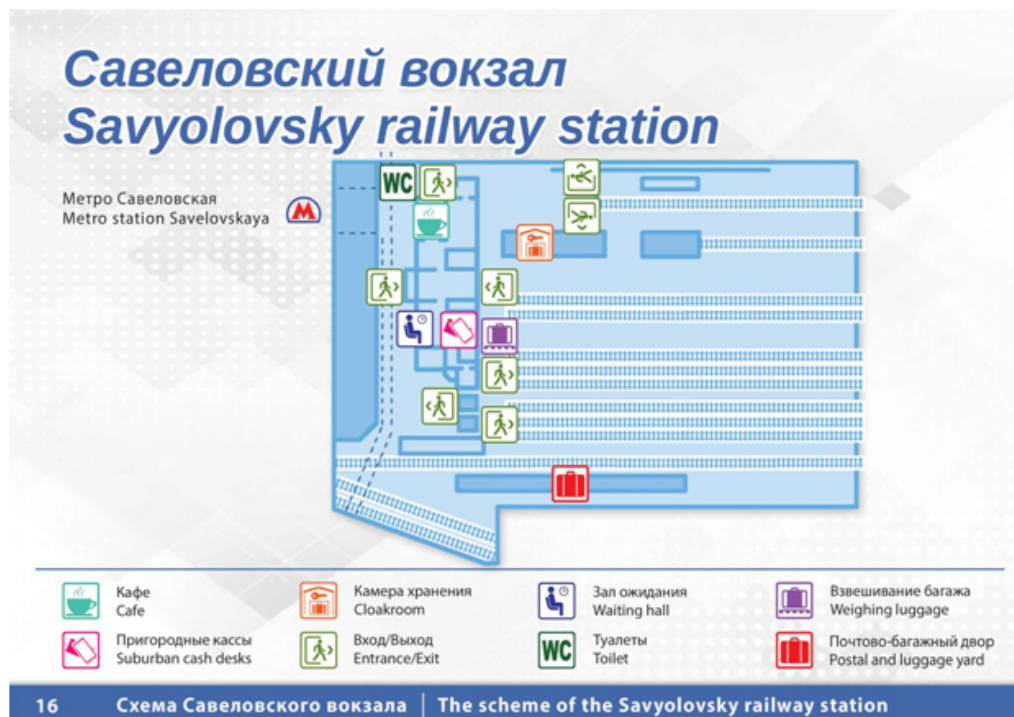 Савеловский вокзал
Savyolovsky railway station
Метро Савеловская
Metro station Savelovskaya
М
WC
Кафе
Cafe
Камера хранения
Cloakroom
Зал ожидания
Waiting hall
Взвешивание багажа
Weighing luggage
Пригородные кассы
Suburban cash desks
Вход/Выход
Entrance/Exit
WC
Туалеты
Toilet
Почтово-багажный двор
Postal and luggage yard
16 Схема Савеловского вокзала | The scheme of the Savyolovsky railway station